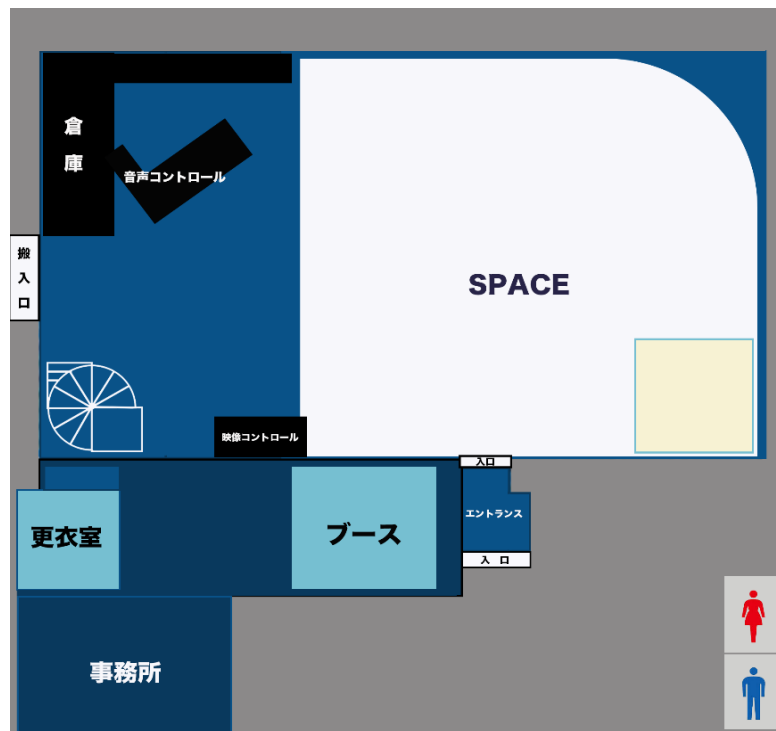 倉庫
音声コントロール
搬入口
SPACE
映像コントロール
入口
エントランス
更衣室
ブース
入 口
事務所